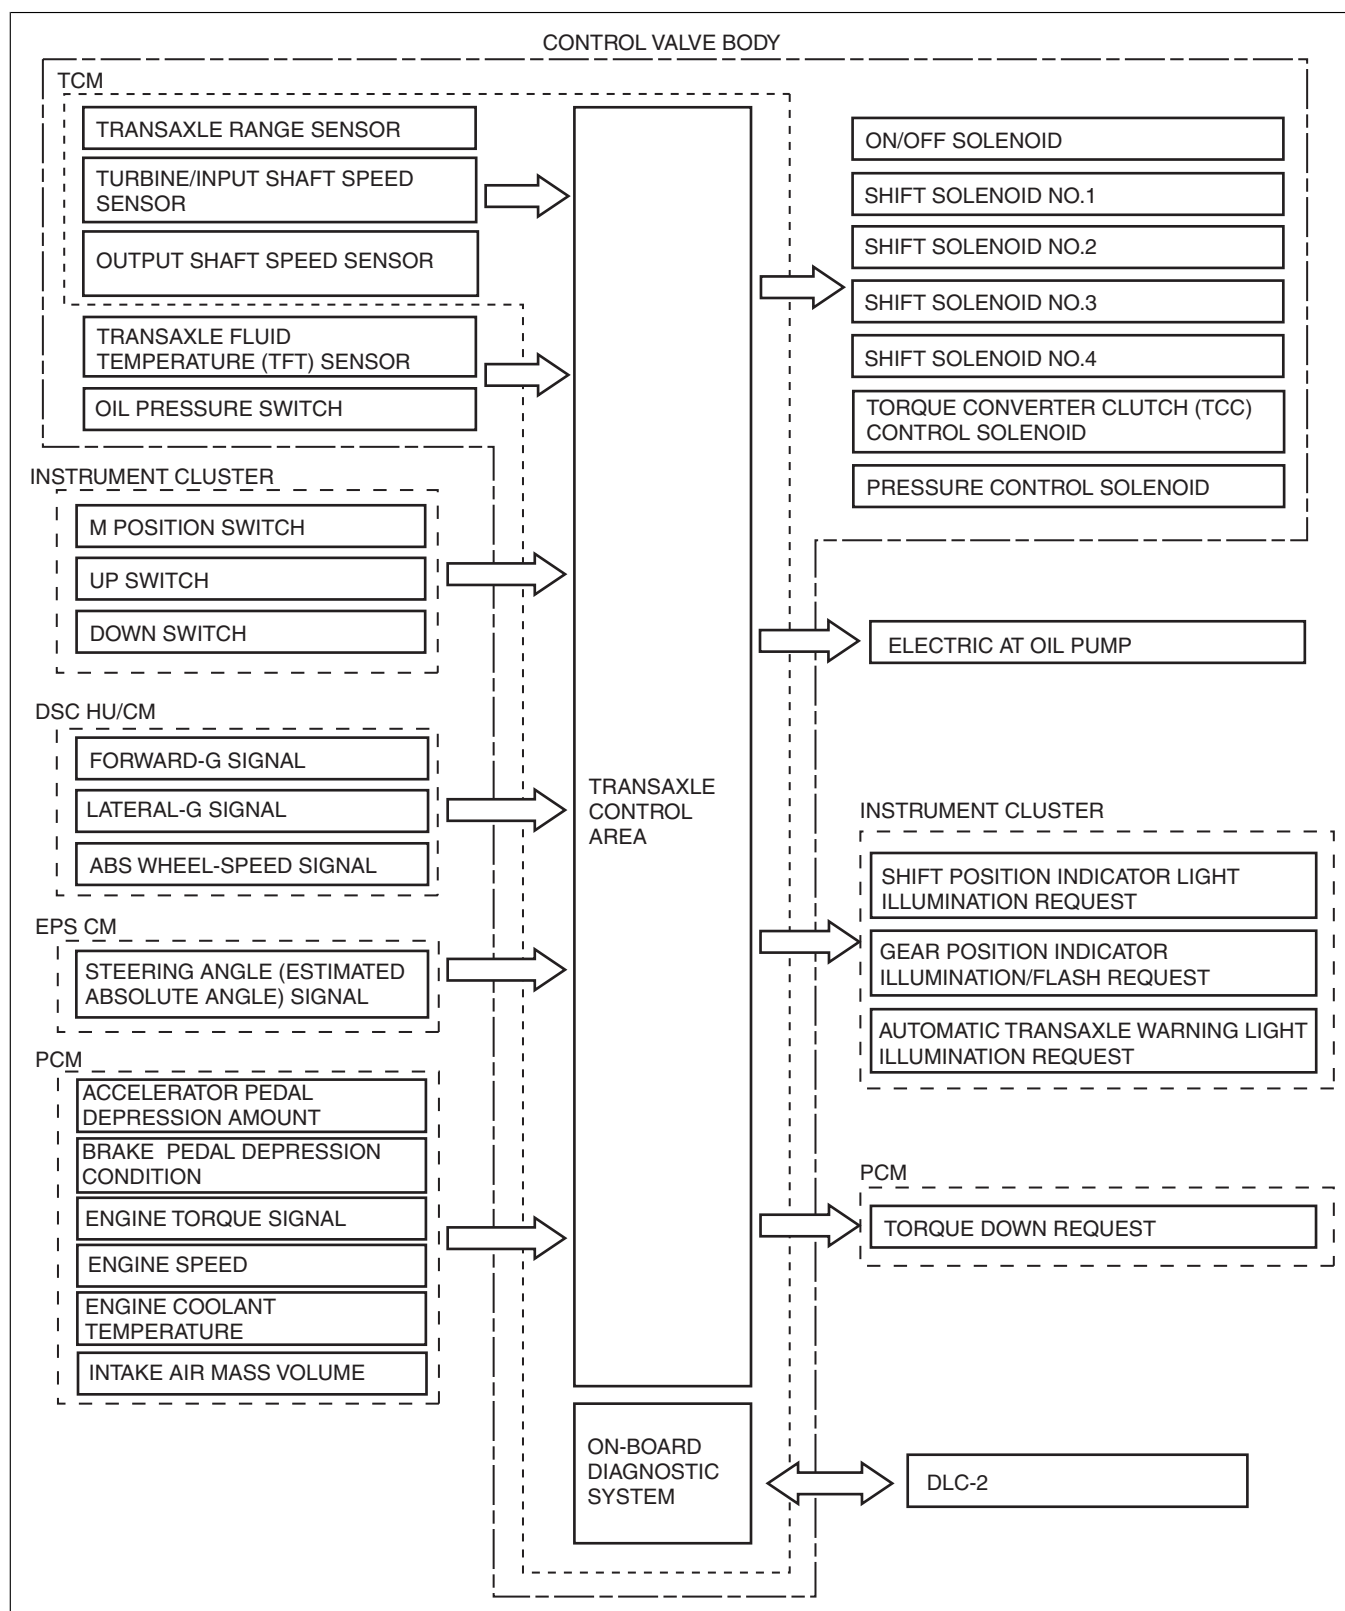 CONTROL VALVE BODY
TCM
TRANSAXLE RANGE SENSOR
TURBINE/INPUT SHAFT SPEED
SENSOR
OUTPUT SHAFT SPEED SENSOR
TRANSAXLE FLUID
TEMPERATURE (TFT) SENSOR
OIL PRESSURE SWITCH
INSTRUMENT CLUSTER
M POSITION SWITCH
UP SWITCH
DOWN SWITCH
DSC HU/CM
FORWARD-G SIGNAL
LATERAL-G SIGNAL
ABS WHEEL-SPEED SIGNAL
EPS CM
STEERING ANGLE (ESTIMATED
ABSOLUTE ANGLE) SIGNAL
PCM
ACCELERATOR PEDAL
DEPRESSION AMOUNT
BRAKE  PEDAL DEPRESSION
CONDITION
ENGINE TORQUE SIGNAL
ENGINE SPEED
ENGINE COOLANT
TEMPERATURE
INTAKE AIR MASS VOLUME
TRANSAXLE
CONTROL
AREA
ON-BOARD
DIAGNOSTIC
SYSTEM
ON/OFF SOLENOID
SHIFT SOLENOID NO.1
SHIFT SOLENOID NO.2
SHIFT SOLENOID NO.3
SHIFT SOLENOID NO.4
TORQUE CONVERTER CLUTCH (TCC)
CONTROL SOLENOID
PRESSURE CONTROL SOLENOID
ELECTRIC AT OIL PUMP
INSTRUMENT CLUSTER
SHIFT POSITION INDICATOR LIGHT
ILLUMINATION REQUEST
GEAR POSITION INDICATOR
ILLUMINATION/FLASH REQUEST
AUTOMATIC TRANSAXLE WARNING LIGHT
ILLUMINATION REQUEST
PCM
TORQUE DOWN REQUEST
DLC-2